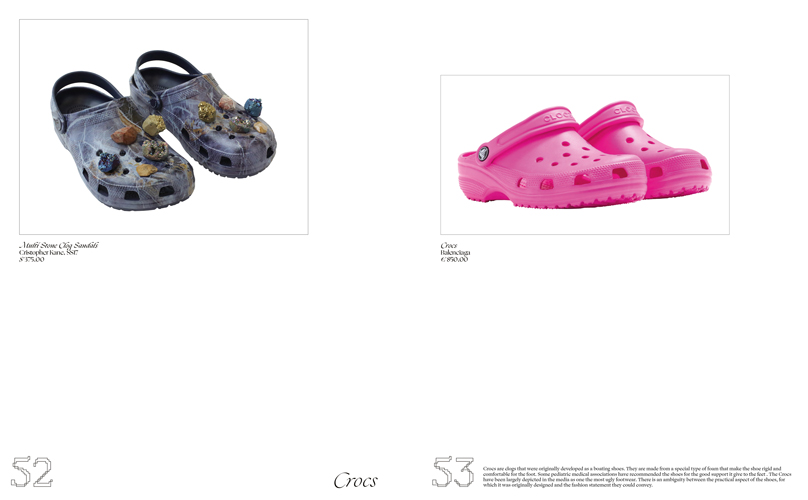 Multi Stone Clog Sandals
Cristopher Kane, SS17
$ 375.00
Crocs
Balenciaga
€ 850.00
52
Crocs
53
Crocs are clogs that were originally developed as a boating shoes. They are made from a special type of foam that make the shoe rigid and
comfortable for the foot. Some pediatric medical associations have recommended the shoes for the good support it give to the feet . The Crocs
have been largely depicted in the media as one the most ugly footwear. There is an ambiguity between the practical aspect of the shoes, for
which it was originally designed and the fashion statement they could convey.